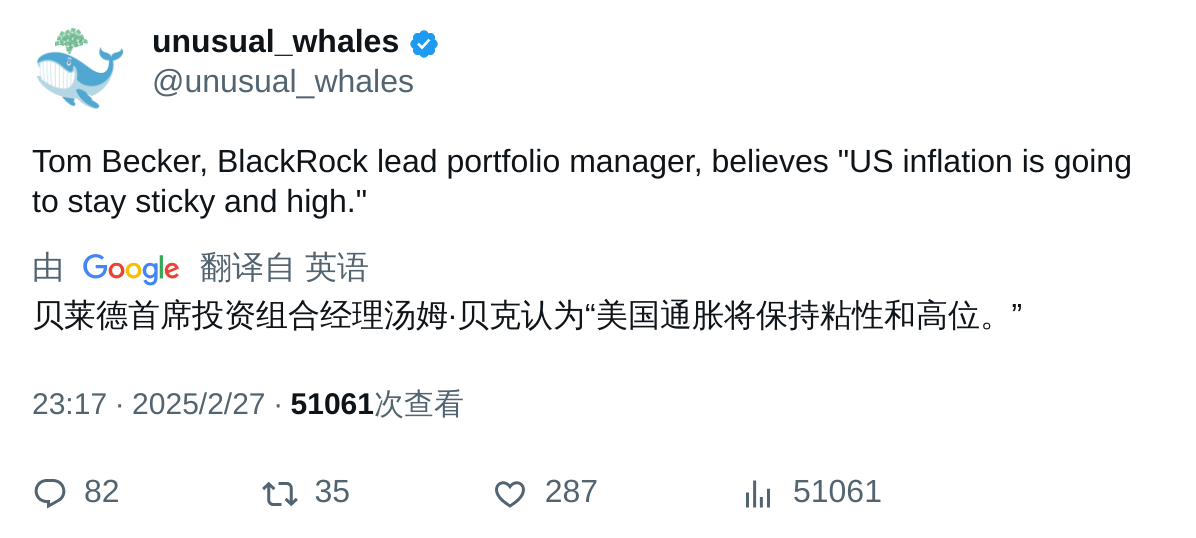 unusual_whales
@unusual_whales
Tom Becker, BlackRock lead portfolio manager, believes "US inflation is going
to stay sticky and high."
由 Google 翻译自 英语
贝莱德首席投资组合经理汤姆·贝克认为“美国通胀将保持粘性和高位。”
23:17 · 2025/2/27 · 51061次查看
82 35 287 51061